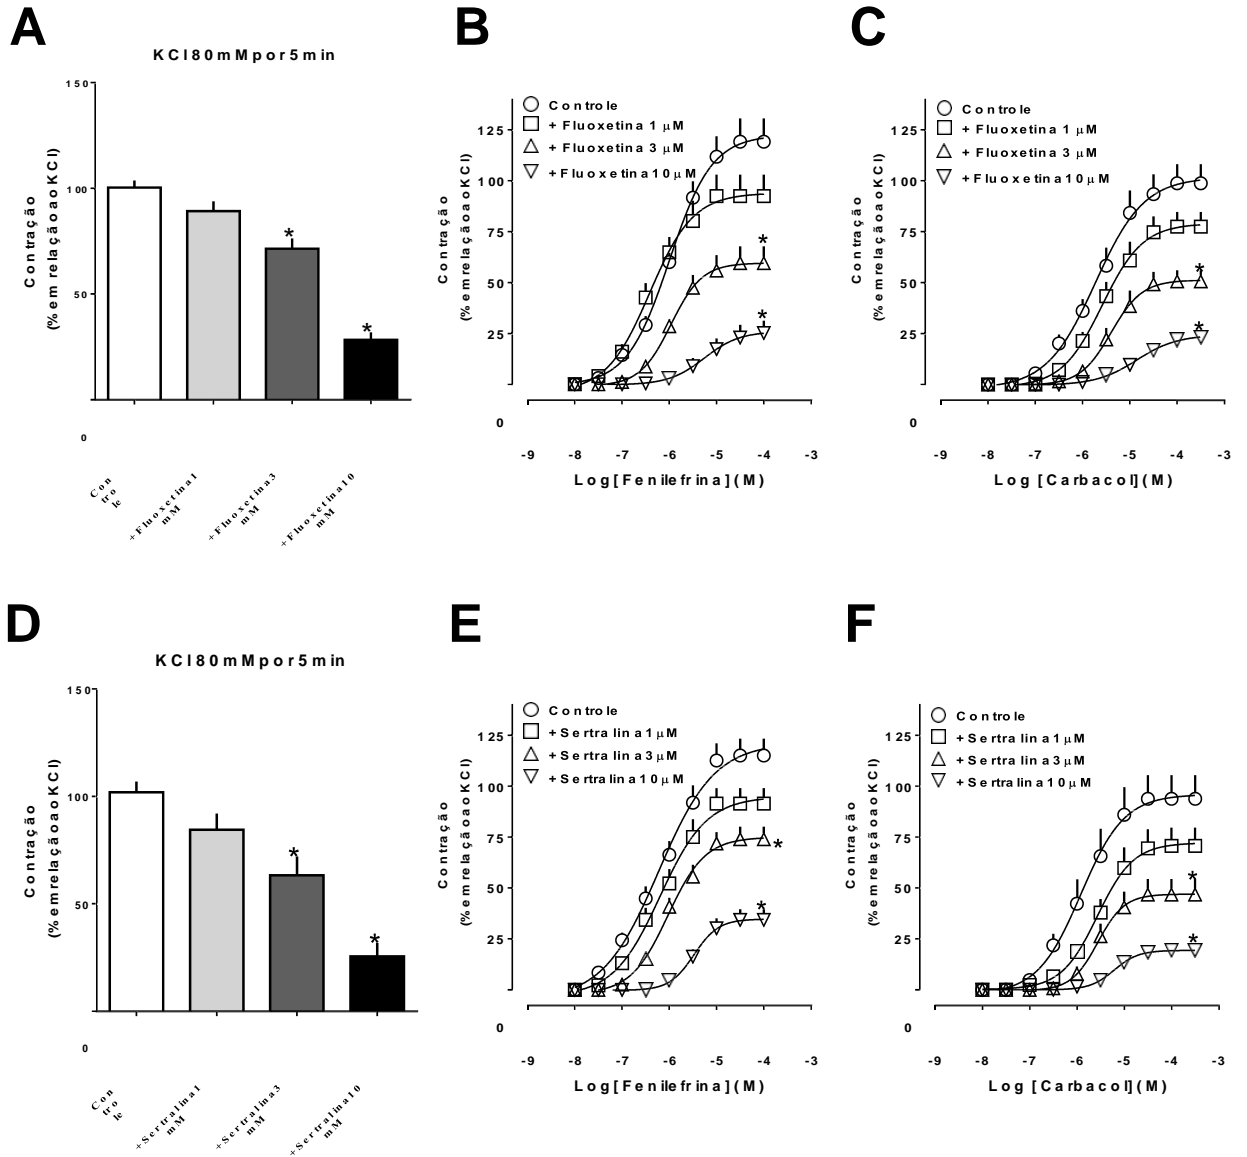 A
KCl 80 mM por 5 min
Contração
(% em relação ao KCl)
150
100
50
0
Controle
+ Fluoxetina 1 mM
+ Fluoxetina 3 mM
+ Fluoxetina 10 mM
*
*
B
Controle
+ Fluoxetina 1 µM
+ Fluoxetina 3 µM
+ Fluoxetina 10 µM
Contração
(% em relação ao KCl)
125
100
75
50
25
0
*
*
-9 -8 -7 -6 -5 -4 -3
Log [Fenilefrina] (M)
C
Controle
+ Fluoxetina 1 µM
+ Fluoxetina 3 µM
+ Fluoxetina 10 µM
Contração
(% em relação ao KCl)
125
100
75
50
25
0
*
*
-9 -8 -7 -6 -5 -4 -3
Log [Carbacol] (M)
D
KCl 80 mM por 5 min
Contração
(% em relação ao KCl)
150
100
50
0
Controle
+ Sertralina 1 mM
+ Sertralina 3 mM
+ Sertralina 10 mM
*
*
E
Controle
+ Sertralina 1 µM
+ Sertralina 3 µM
+ Sertralina 10 µM
Contração
(% em relação ao KCl)
125
100
75
50
25
0
*
*
-9 -8 -7 -6 -5 -4 -3
Log [Fenilefrina] (M)
F
Controle
+ Sertralina 1 µM
+ Sertralina 3 µM
+ Sertralina 10 µM
Contração
(% em relação ao KCl)
125
100
75
50
25
0
*
*
-9 -8 -7 -6 -5 -4 -3
Log [Carbacol] (M)